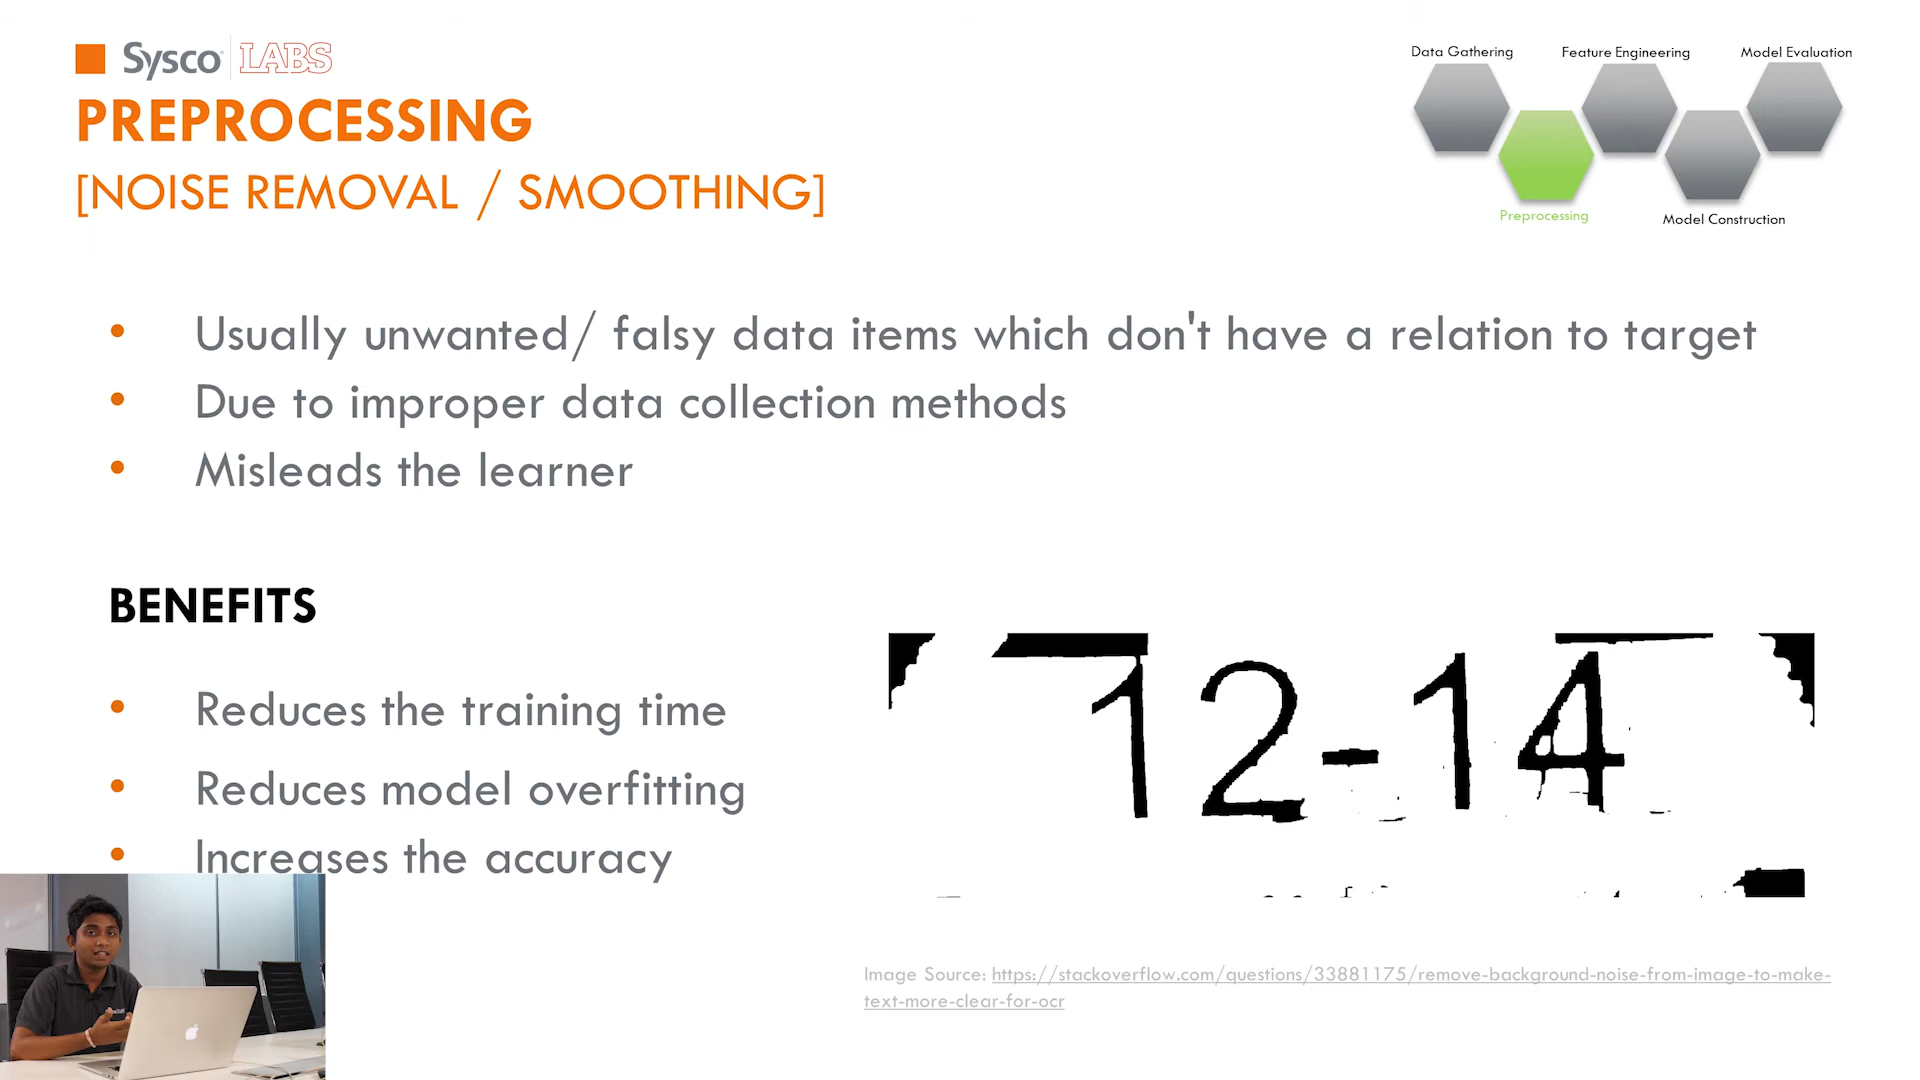 Sysco LABS
PREPROCESSING
[NOISE REMOVAL / SMOOTHING]
Data Gathering
Feature Engineering
Model Evaluation
Preprocessing
Model Construction
• Usually unwanted/ falsy data items which don't have a relation to target
• Due to improper data collection methods
• Misleads the learner
BENEFITS
• Reduces the training time
• Reduces model overfitting
• Increases the accuracy
12-14
Image Source: https://stackoverflow.com/questions/33881175/remove-background-noise-from-image-to-make-
text-more-clear-for-ocr